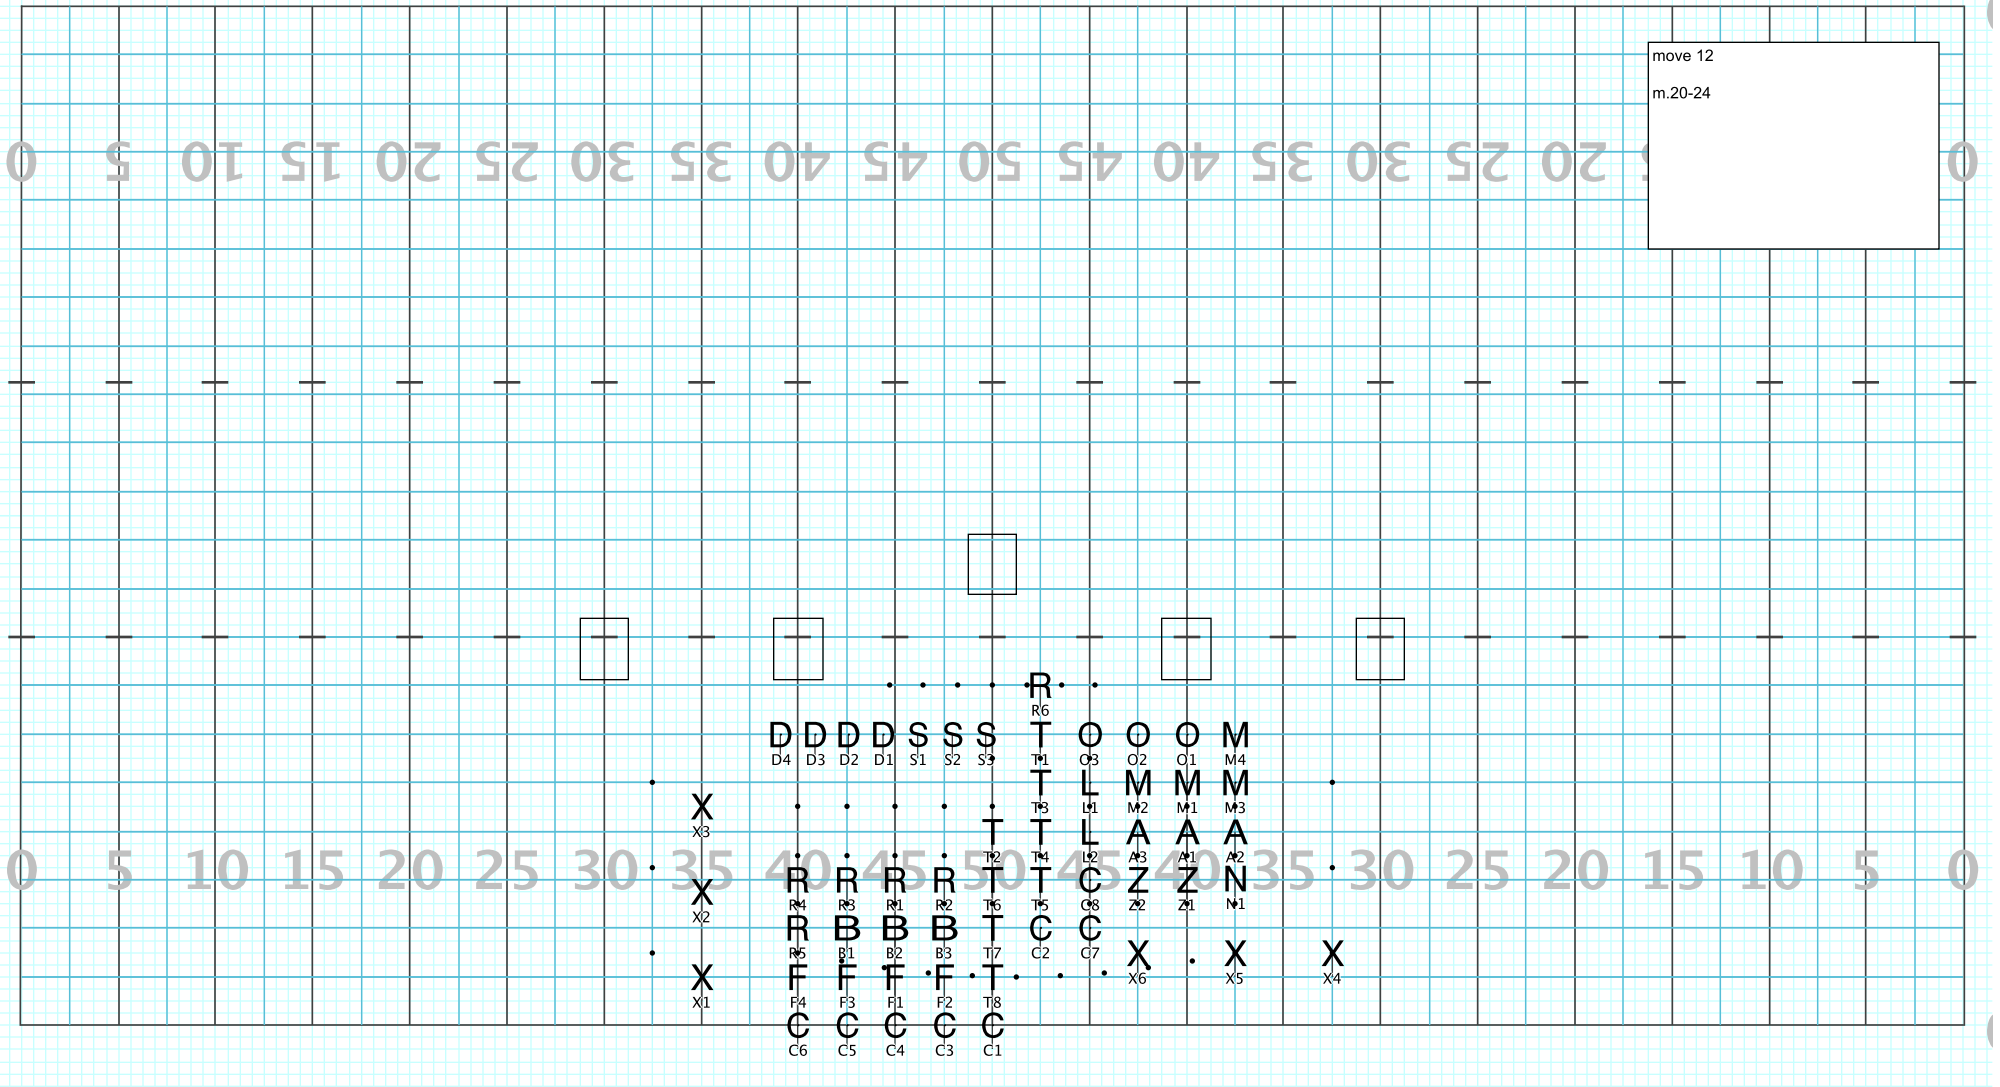 move 12
m.20-24
0 5 10 15 20 25 30 35 40 45 50 45 40 35 30 25 20 0
R
R6
D D D D S S S T O O O M
D4 D3 D2 D1 S1 S2 S3 T1 O3 O2 O1 M4
T L M M M
X
T3 L1 M2 M1 M3
X3
T T L A A A
T2 T4 L2 A3 A1 A2
0 5 10 15 20 25 30 35 40 45 50 45 40 35 30 25 20 15 10 5 0
X R R R R T T C Z Z N
R4 R3 R1 R2 T6 T5 C8 Z2 Z1 N1
X2
R B B B T C C
R5 B1 B2 B3 T7 C2 C7
X X X
X6 X5 X4
X F F F F T
X1 F4 F3 F1 F2 T8
C C C C C
C6 C5 C4 C3 C1